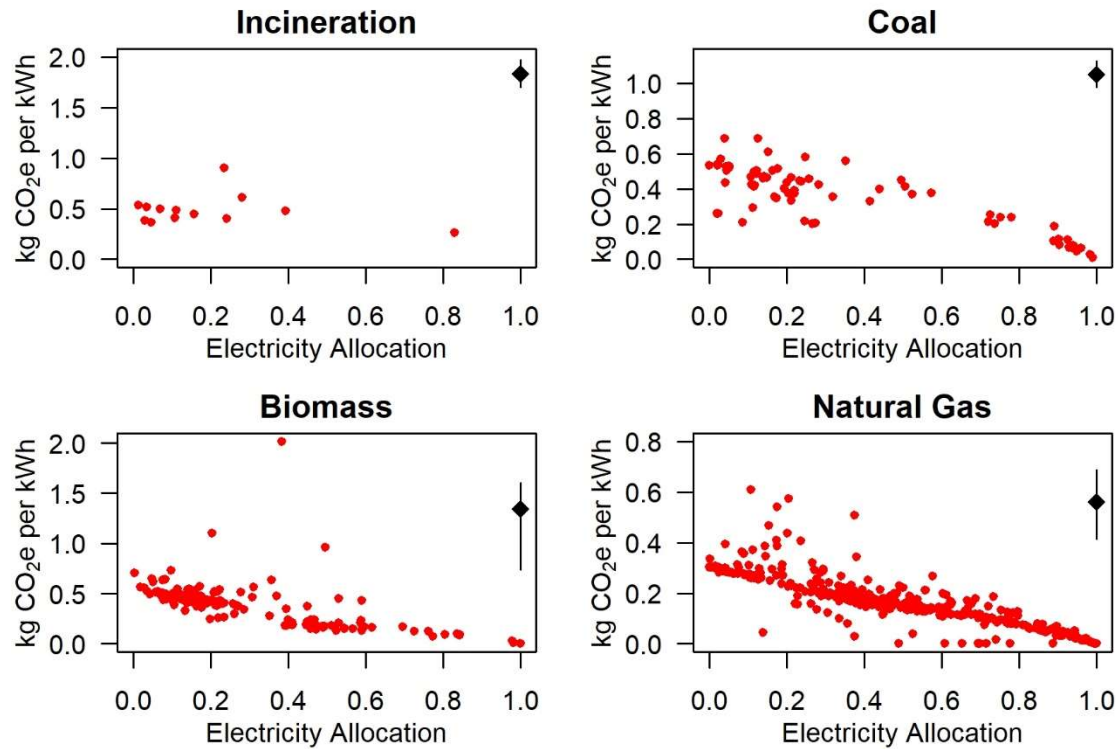 Incineration
kg CO₂e per kWh
2.0
1.5
1.0
0.5
0.0
0.0 0.2 0.4 0.6 0.8 1.0
Electricity Allocation
Coal
kg CO₂e per kWh
1.0
0.8
0.6
0.4
0.2
0.0
0.0 0.2 0.4 0.6 0.8 1.0
Electricity Allocation
Biomass
kg CO₂e per kWh
2.0
1.5
1.0
0.5
0.0
0.0 0.2 0.4 0.6 0.8 1.0
Electricity Allocation
Natural Gas
kg CO₂e per kWh
0.8
0.6
0.4
0.2
0.0
0.0 0.2 0.4 0.6 0.8 1.0
Electricity Allocation